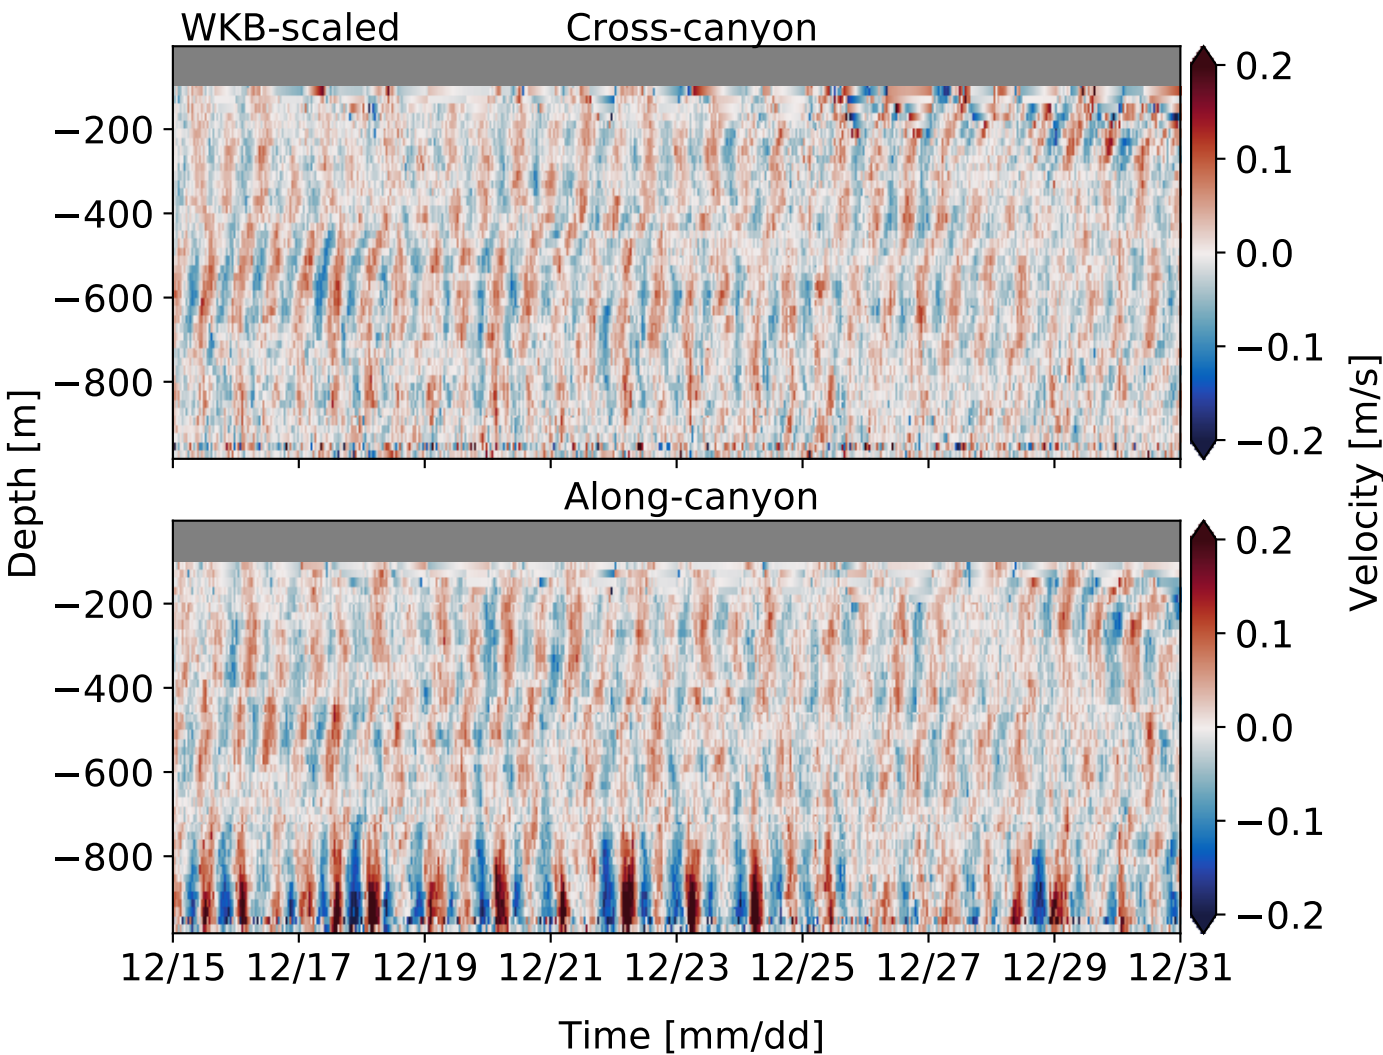 WKB-scaled
Cross-canyon
−200
−400
−600
−800
0.2
0.1
0.0
−0.1
−0.2
Depth [m]
Velocity [m/s]
Along-canyon
−200
−400
−600
−800
0.2
0.1
0.0
−0.1
−0.2
12/15 12/17 12/19 12/21 12/23 12/25 12/27 12/29 12/31
Time [mm/dd]